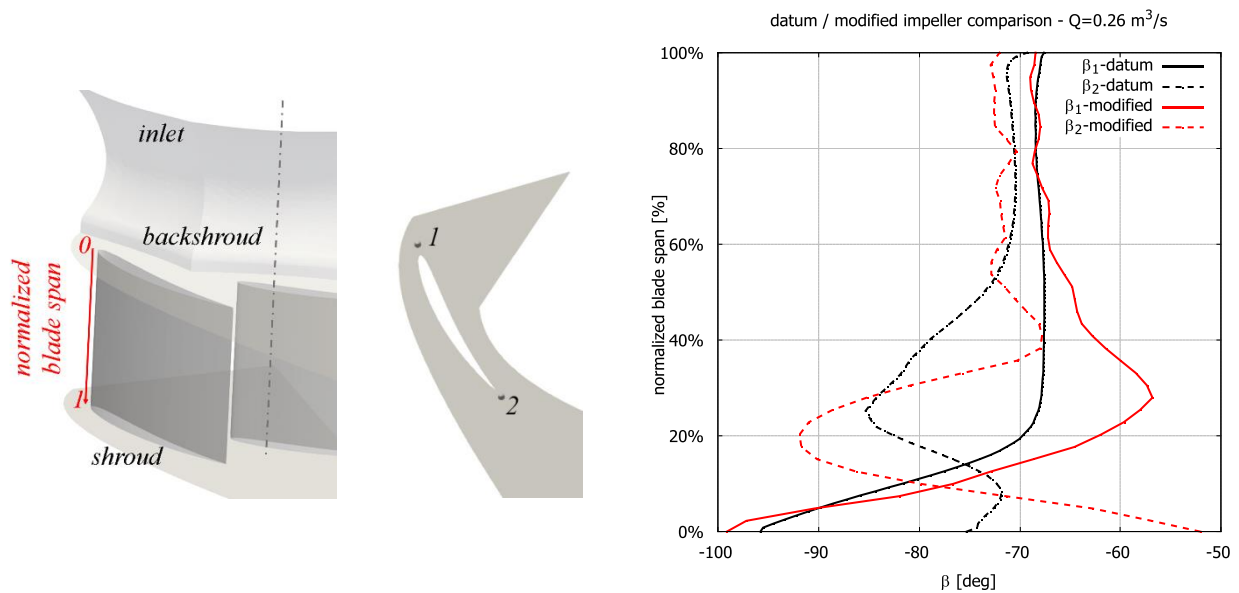 inlet
backshroud
0
normalized
blade span
1
shroud
1
2
datum / modified impeller comparison - Q=0.26 m³/s
100%
80%
60%
40%
20%
0%
normalized blade span [%]
β₁-datum
β₂-datum
β₁-modified
β₂-modified
-100
-90
-80
-70
-60
-50
β [deg]